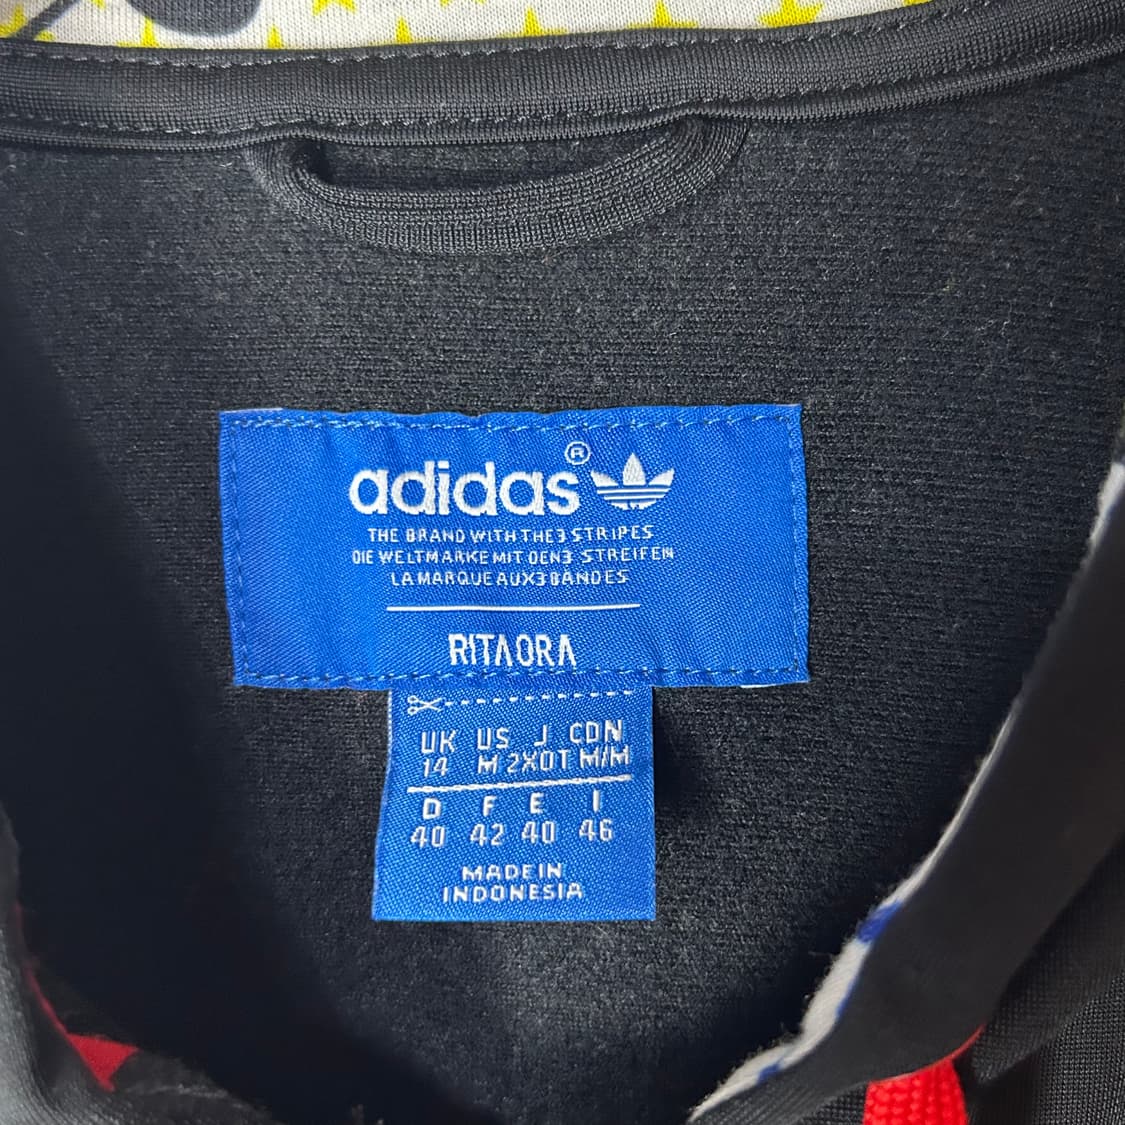 adidas®
THE BRAND WITH THE 3 STRIPES
DIE WELTMARKE MIT DEN 3 STREIFEN
LA MARQUE AUX 3 BANDES
RITA ORA
UK US J CDN
14 M 2XOT M/M
D F E I
40 42 40 46
MADE IN
INDONESIA